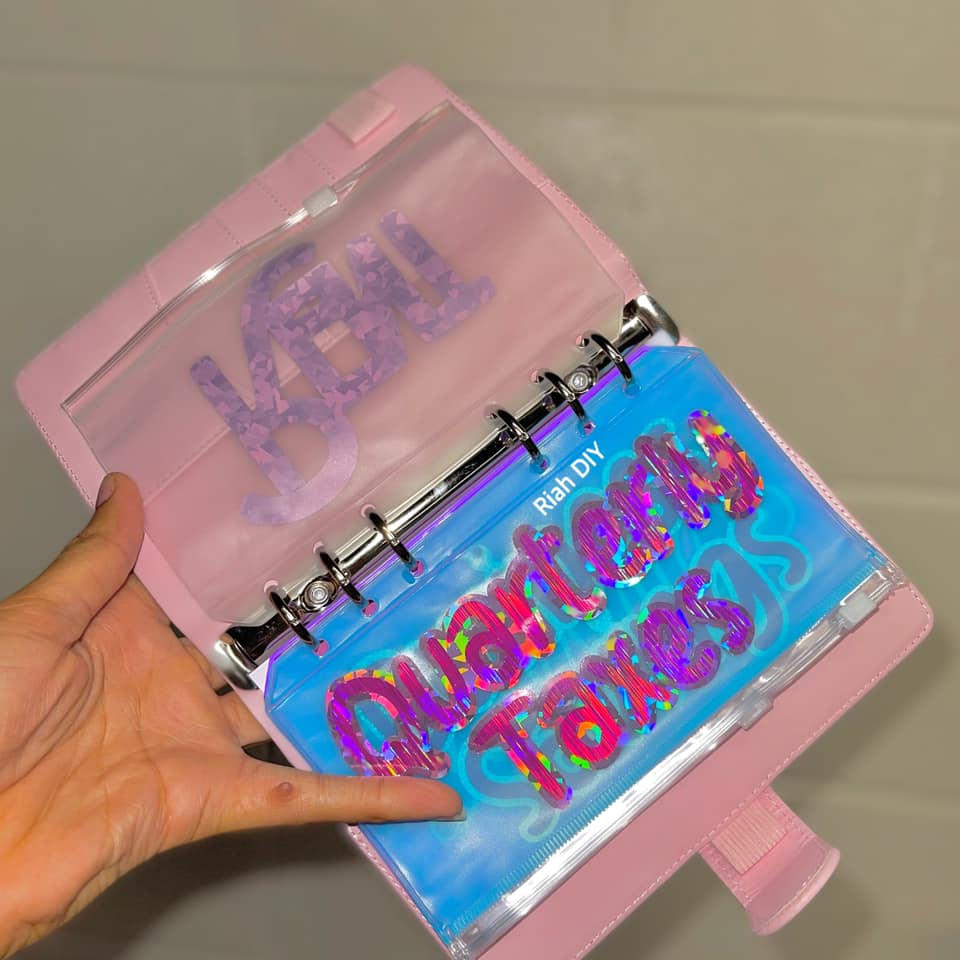 Riah DIY
Quarterly
Taxes